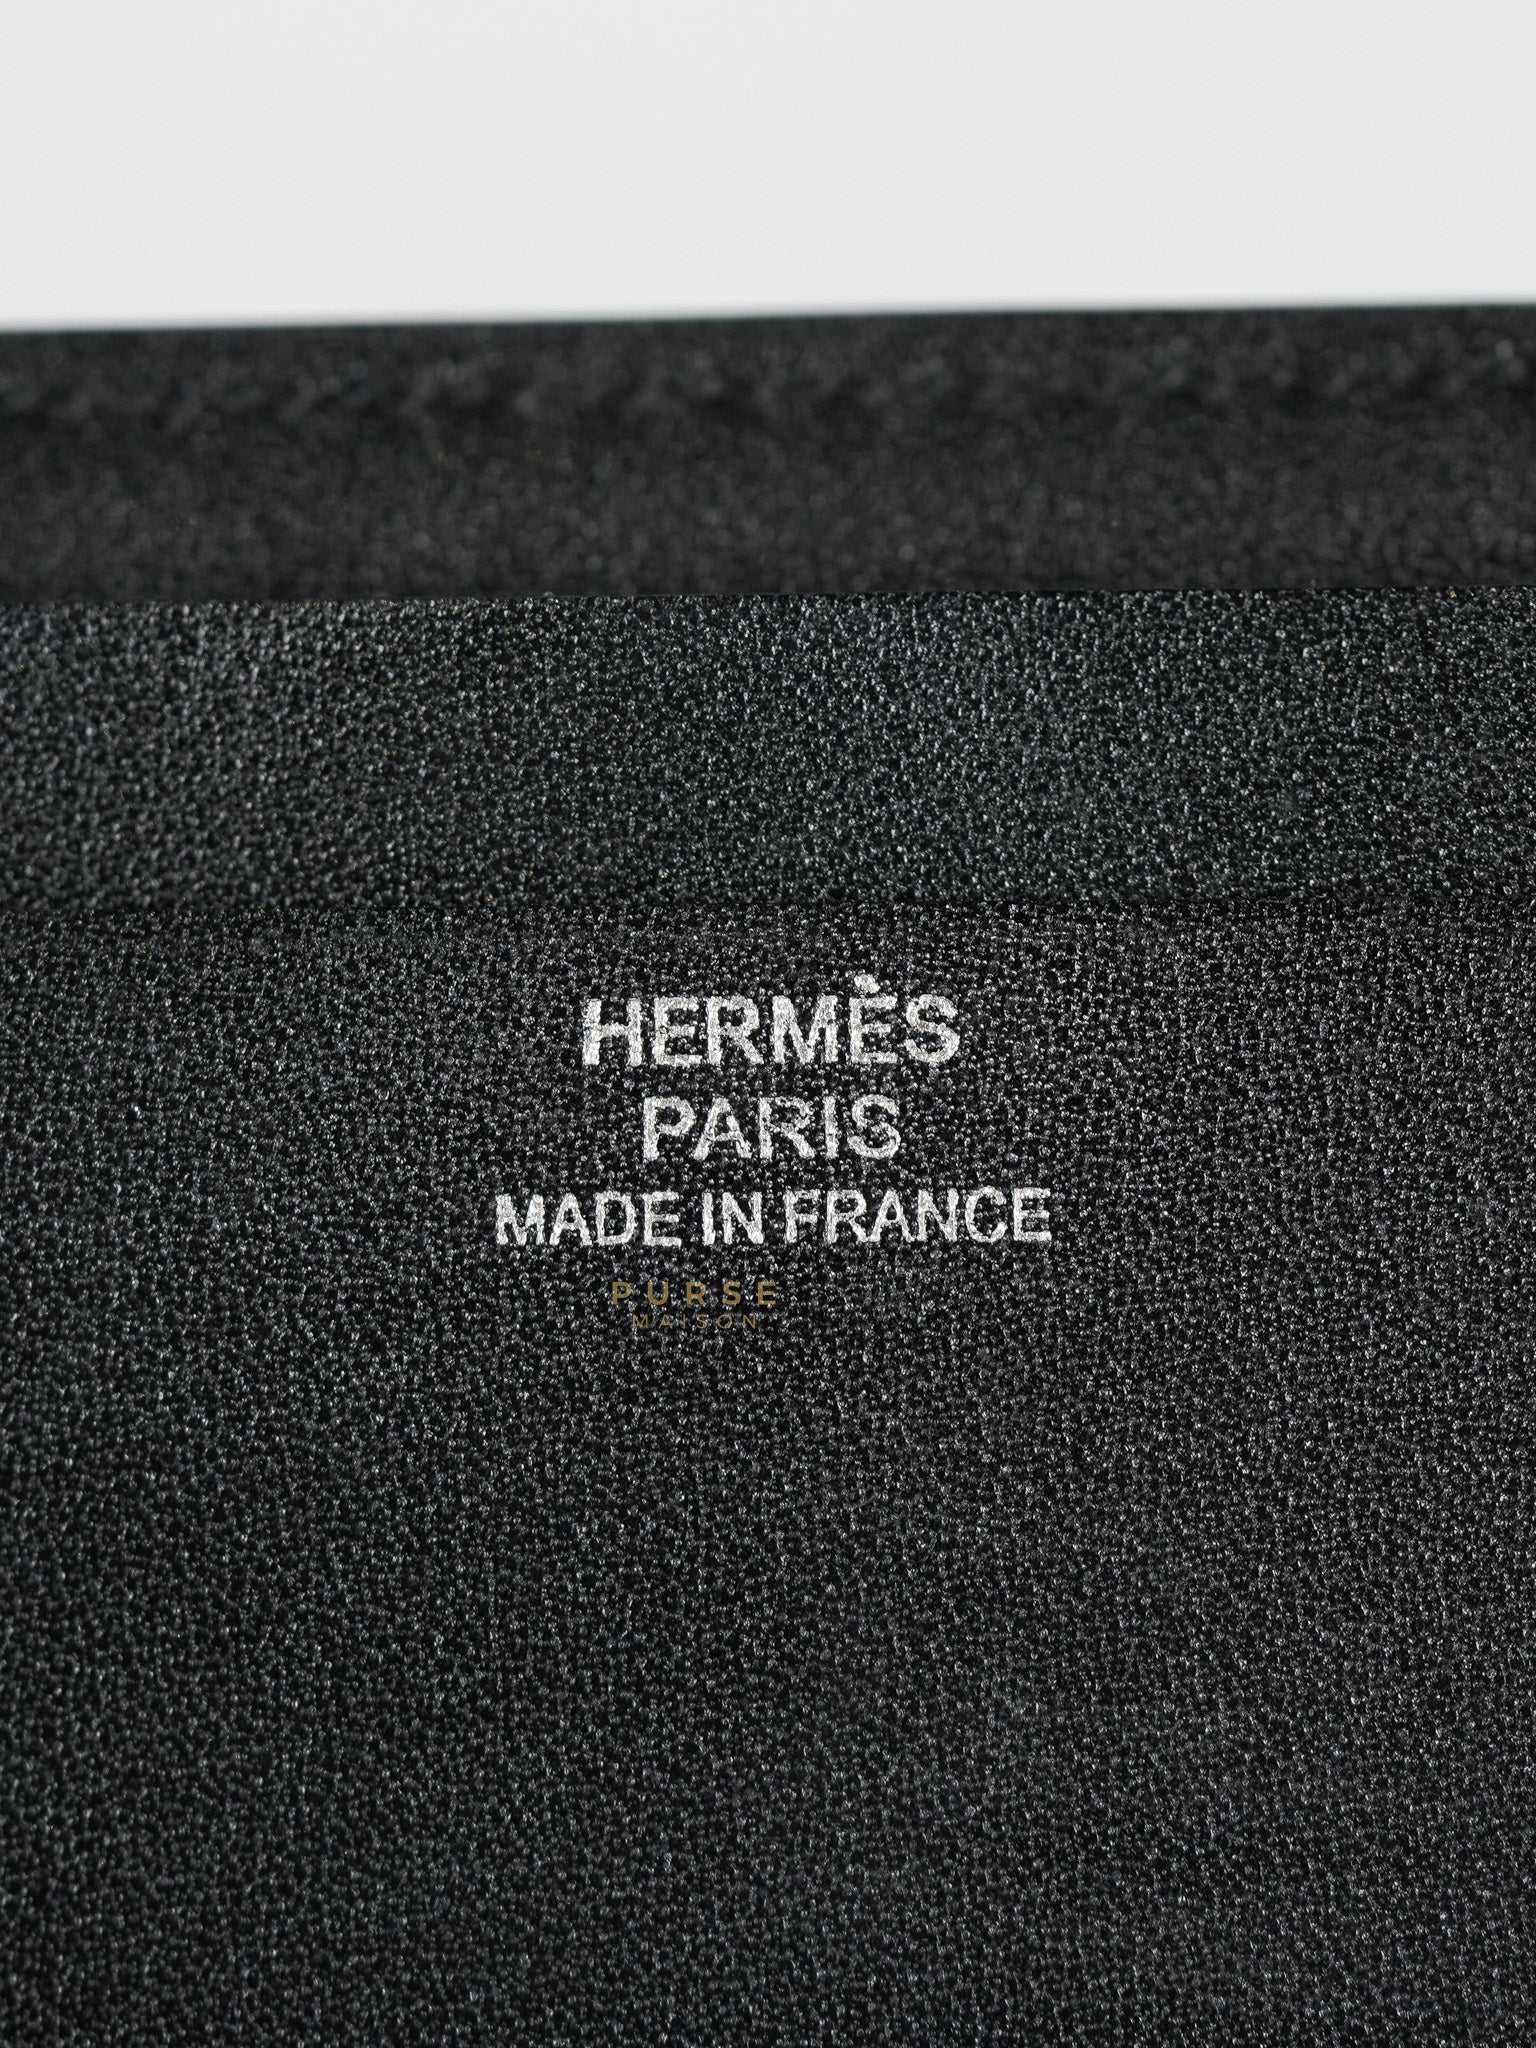 HERMÈS
PARIS
MADE IN FRANCE
PURSE
MAISON